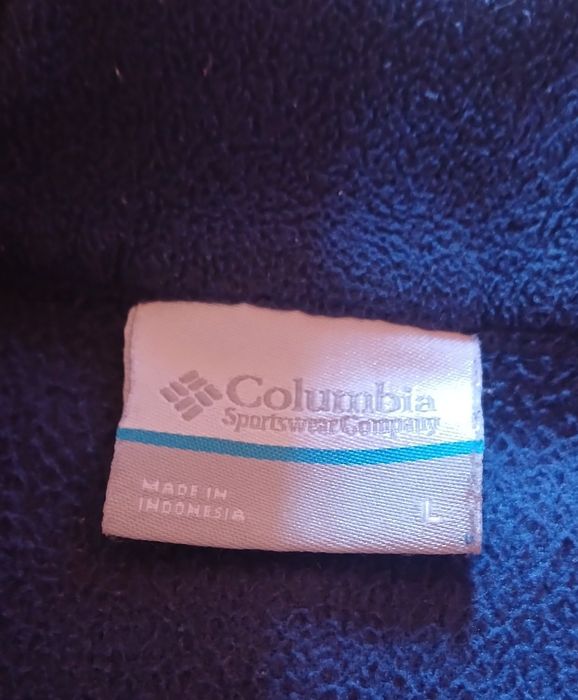 Columbia
Sportswear Company
MADE IN
INDONESIA
L